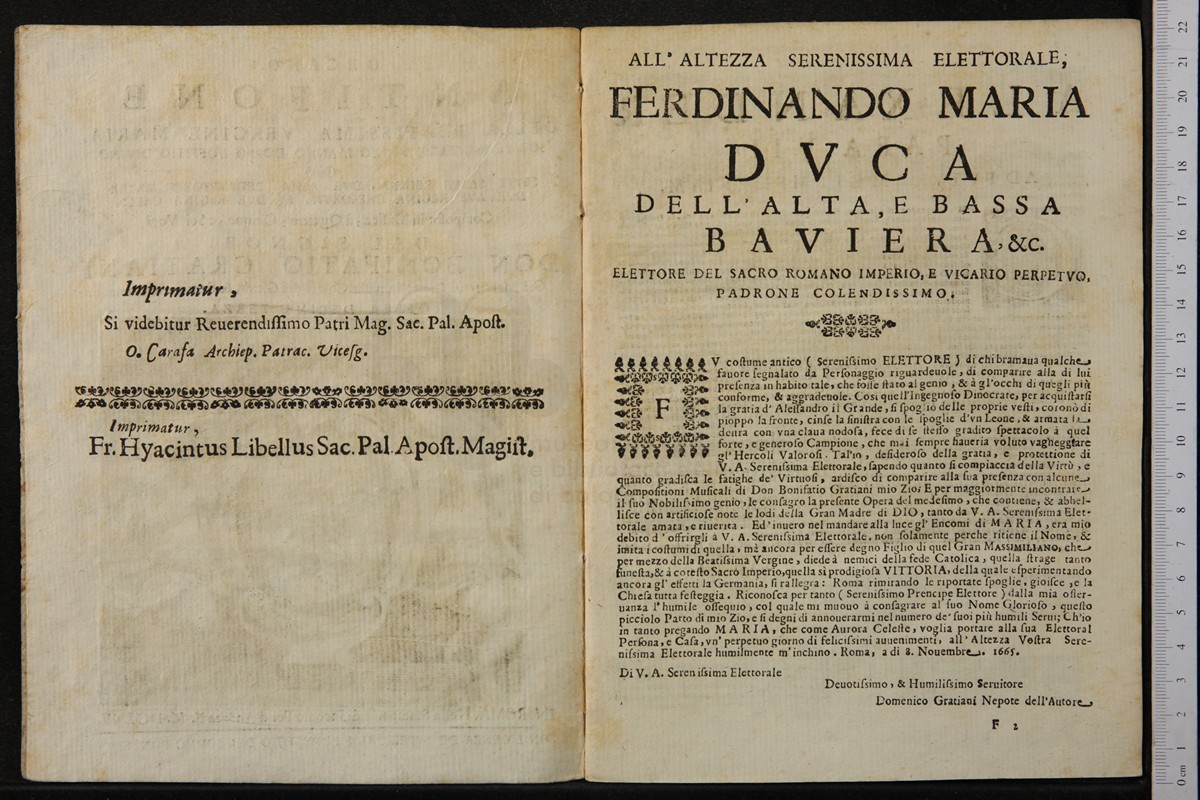 Imprimatur,
Si videbitur Reuerendissimo Patri Mag. Sac. Pal. Apost.
O. Carafa Archiep. Patrac. Vicesg.
Imprimatur,
Fr. Hyacintus Libellus Sac. Pal. Apost. Magist.
ALL' ALTEZZA SERENISSIMA ELETTORALE,
FERDINANDO MARIA
DVCA
DELL'ALTA, E BASSA
BAVIERA, &c.
ELETTORE DEL SACRO ROMANO IMPERIO, E VICARIO PERPETVO,
PADRONE COLENDISSIMO.
FV costume antico (Serenissimo ELETTORE) di chi bramaua qualche
fauore segnalato da Personaggio riguardeuole, di comparire alla di lui
presenza in habito tale, che fosse stato al genio, & à gl'occhi di quegli più
conforme, & aggradeuole. Così quell'Ingegnoso Dinocrate, per acquistarsi
la gratia d'Alessandro il Grande, si spogliò delle proprie vesti, coronò di
pioppo la fronte, cinse la sinistra con le spoglie d'vn Leone, & armata la
destra con vna claua nodosa, fece di se stesso gradito spettacolo à quel
forte, e generoso Campione, che mai sempre haueria voluto vagheggiare
gl'Hercoli Valorosi. Tal'io, desideroso della gratia, e protettione di
V. A. Serenissima Elettorale, sapendo quanto si compiaccia della Virtù, e
quanto gradisca le fatighe de' Virtuosi, ardisco di comparire alla sua presenza con alcune
Compositioni Musicali di Don Bonifatio Gratiani mio Zio; E per maggiormente incontrare
il suo Nobilissimo genio, le consagro la presente Opera del medesimo, che contiene, & abbel-
lisce con artificiose note le lodi della Gran Madre di DIO, tanto da V. A. Serenissima Elet-
torale amata, e riuerita. Ed'inuero nel mandare alla luce gl'Encomi di MARIA, era mio
debito d'offrirgli à V. A. Serenissima Elettorale, non solamente perche ritiene il Nome, &
imita i costumi di quella, mà ancora per essere degno Figlio di quel Gran MASSIMILIANO, che
per mezzo della Beatissima Vergine, diede à nemici della fede Catolica, quella strage tanto
funesta, & à cotesto Sacro Imperio, quella si prodigiosa VITTORIA, della quale esperimentando
ancora gl'effetti la Germania, si rallegra: Roma rimirando le riportate spoglie, gioisce, e la
Chiesa tutta festeggia. Riconosca per tanto (Serenissimo Prencipe Elettore) dalla mia osser-
uanza l'humile ossequio, col quale mi muouo à consagrare al suo Nome Glorioso, questo
picciolo Parto di mio Zio, e si degni di annouerarmi nel numero de' suoi più humili Serui; Ch'io
in tanto pregando MARIA, che come Aurora Celeste, voglia portare alla sua Elettoral
Persona, e Casa, vn' perpetuo giorno di felicissimi auuenimenti, all'Altezza Vostra Sere-
nissima Elettorale humilmente m'inchino. Roma, a di 8. Nouembre. 1665.
Di V. A. Serenissima Elettorale
Deuotissimo, & Humilissimo Seruitore
Domenico Gratiani Nepote dell'Autore
F 2